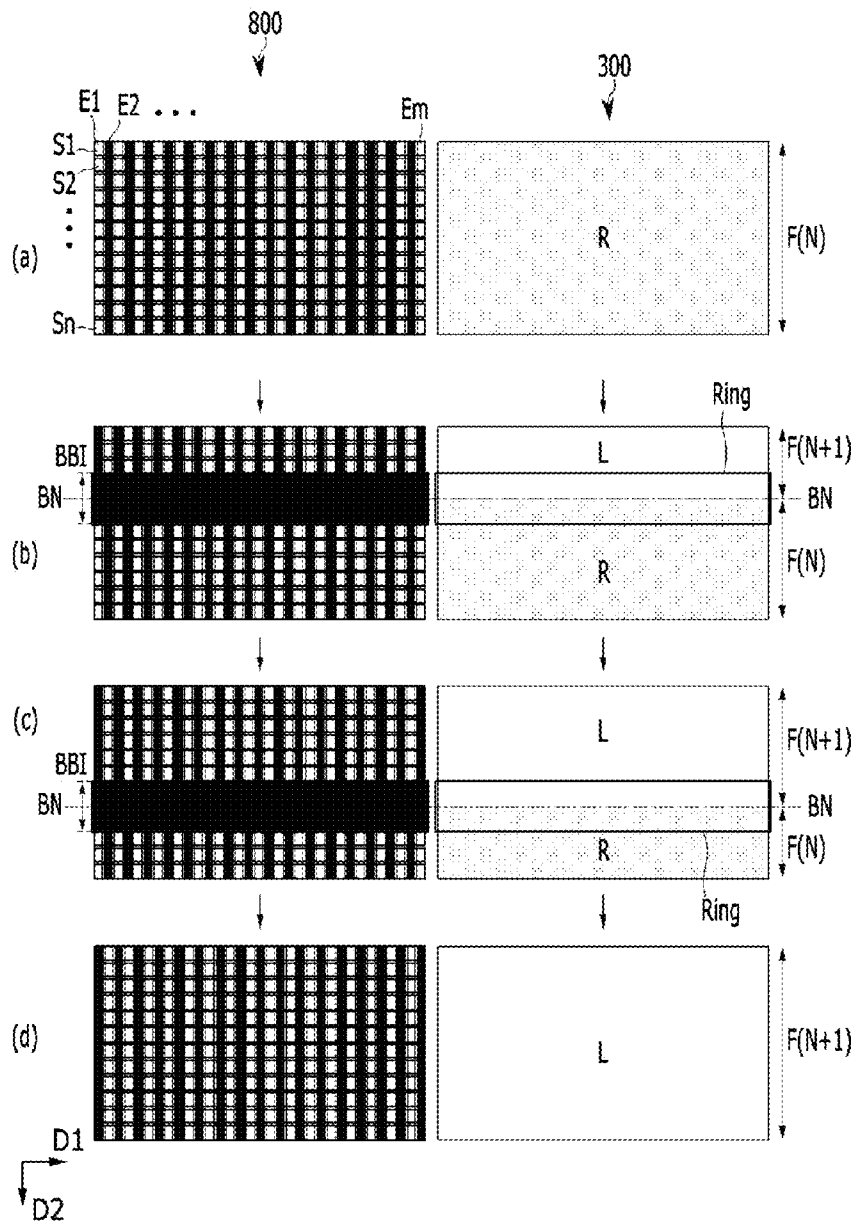 800
300
E1 E2 • • • Em
S1
S2
•
•
•
Sn
(a)
R
F(N)
Ring
BBI
BN
(b)
L
R
F(N+1)
BN
F(N)
(c)
BBI
BN
L
R
F(N+1)
BN
F(N)
Ring
(d)
L
F(N+1)
D1
D2